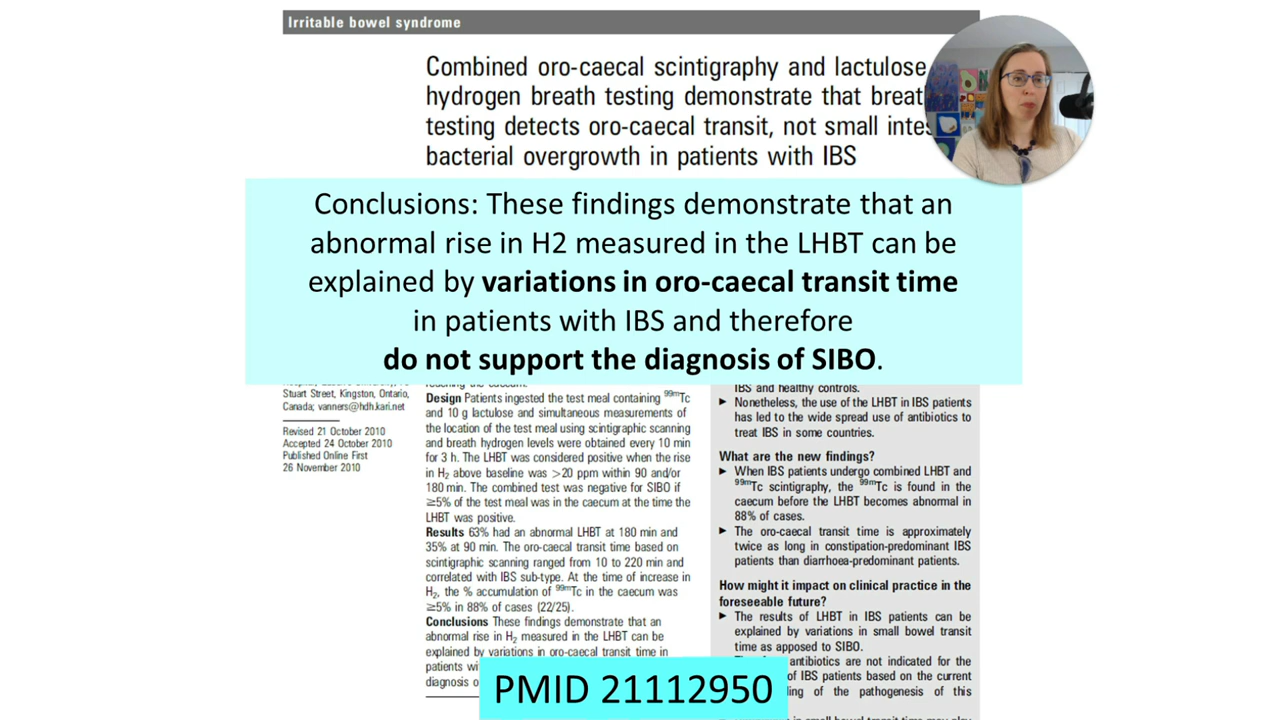 Irritable bowel syndrome
Combined oro-caecal scintigraphy and lactulose
hydrogen breath testing demonstrate that
testing detects oro-caecal transit, not small
bacterial overgrowth in patients with IBS
Conclusions: These findings demonstrate that an
abnormal rise in H2 measured in the LHBT can be
explained by variations in oro-caecal transit time
in patients with IBS and therefore
do not support the diagnosis of SIBO.
Stuart Street, Kingston, Ontario,
Canada; vanners@hdh.kari.net
Revised 21 October 2010
Accepted 24 October 2010
Published Online First
26 November 2010
Design Patients ingested the test meal containing 99mTc
and 10 g lactulose and simultaneous measurements of
the location of the test meal using scintigraphic scanning
and breath hydrogen levels were obtained every 10 min
for 3 h. The LHBT was considered positive when the rise
in H2 above baseline was >20 ppm within 90 and/or
180 min. The combined test was negative for SIBO if
≥5% of the test meal was in the caecum at the time the
LHBT was positive.
Results 63% had an abnormal LHBT at 180 min and
35% at 90 min. The oro-caecal transit time based on
scintigraphic scanning ranged from 10 to 220 min and
correlated with IBS sub-type. At the time of increase in
H2, the % accumulation of 99mTc in the caecum was
≥5% in 88% of cases (22/25).
Conclusions These findings demonstrate that an
abnormal rise in H2 measured in the LHBT can be
explained by variations in oro-caecal transit time in
patients
diagnosis
IBS and healthy controls.
► Nonetheless, the use of the LHBT in IBS patients
has led to the wide spread use of antibiotics to
treat IBS in some countries.
What are the new findings?
► When IBS patients undergo combined LHBT and
99mTc scintigraphy, the 99mTc is found in the
caecum before the LHBT becomes abnormal in
88% of cases.
► The oro-caecal transit time is approximately
twice as long in constipation-predominant IBS
patients than diarrhoea-predominant patients.
How might it impact on clinical practice in the
foreseeable future?
► The results of LHBT in IBS patients can be
explained by variations in small bowel transit
time as apposed to SIBO.
antibiotics are not indicated for the
of IBS patients based on the current
of the pathogenesis of this
PMID 21112950